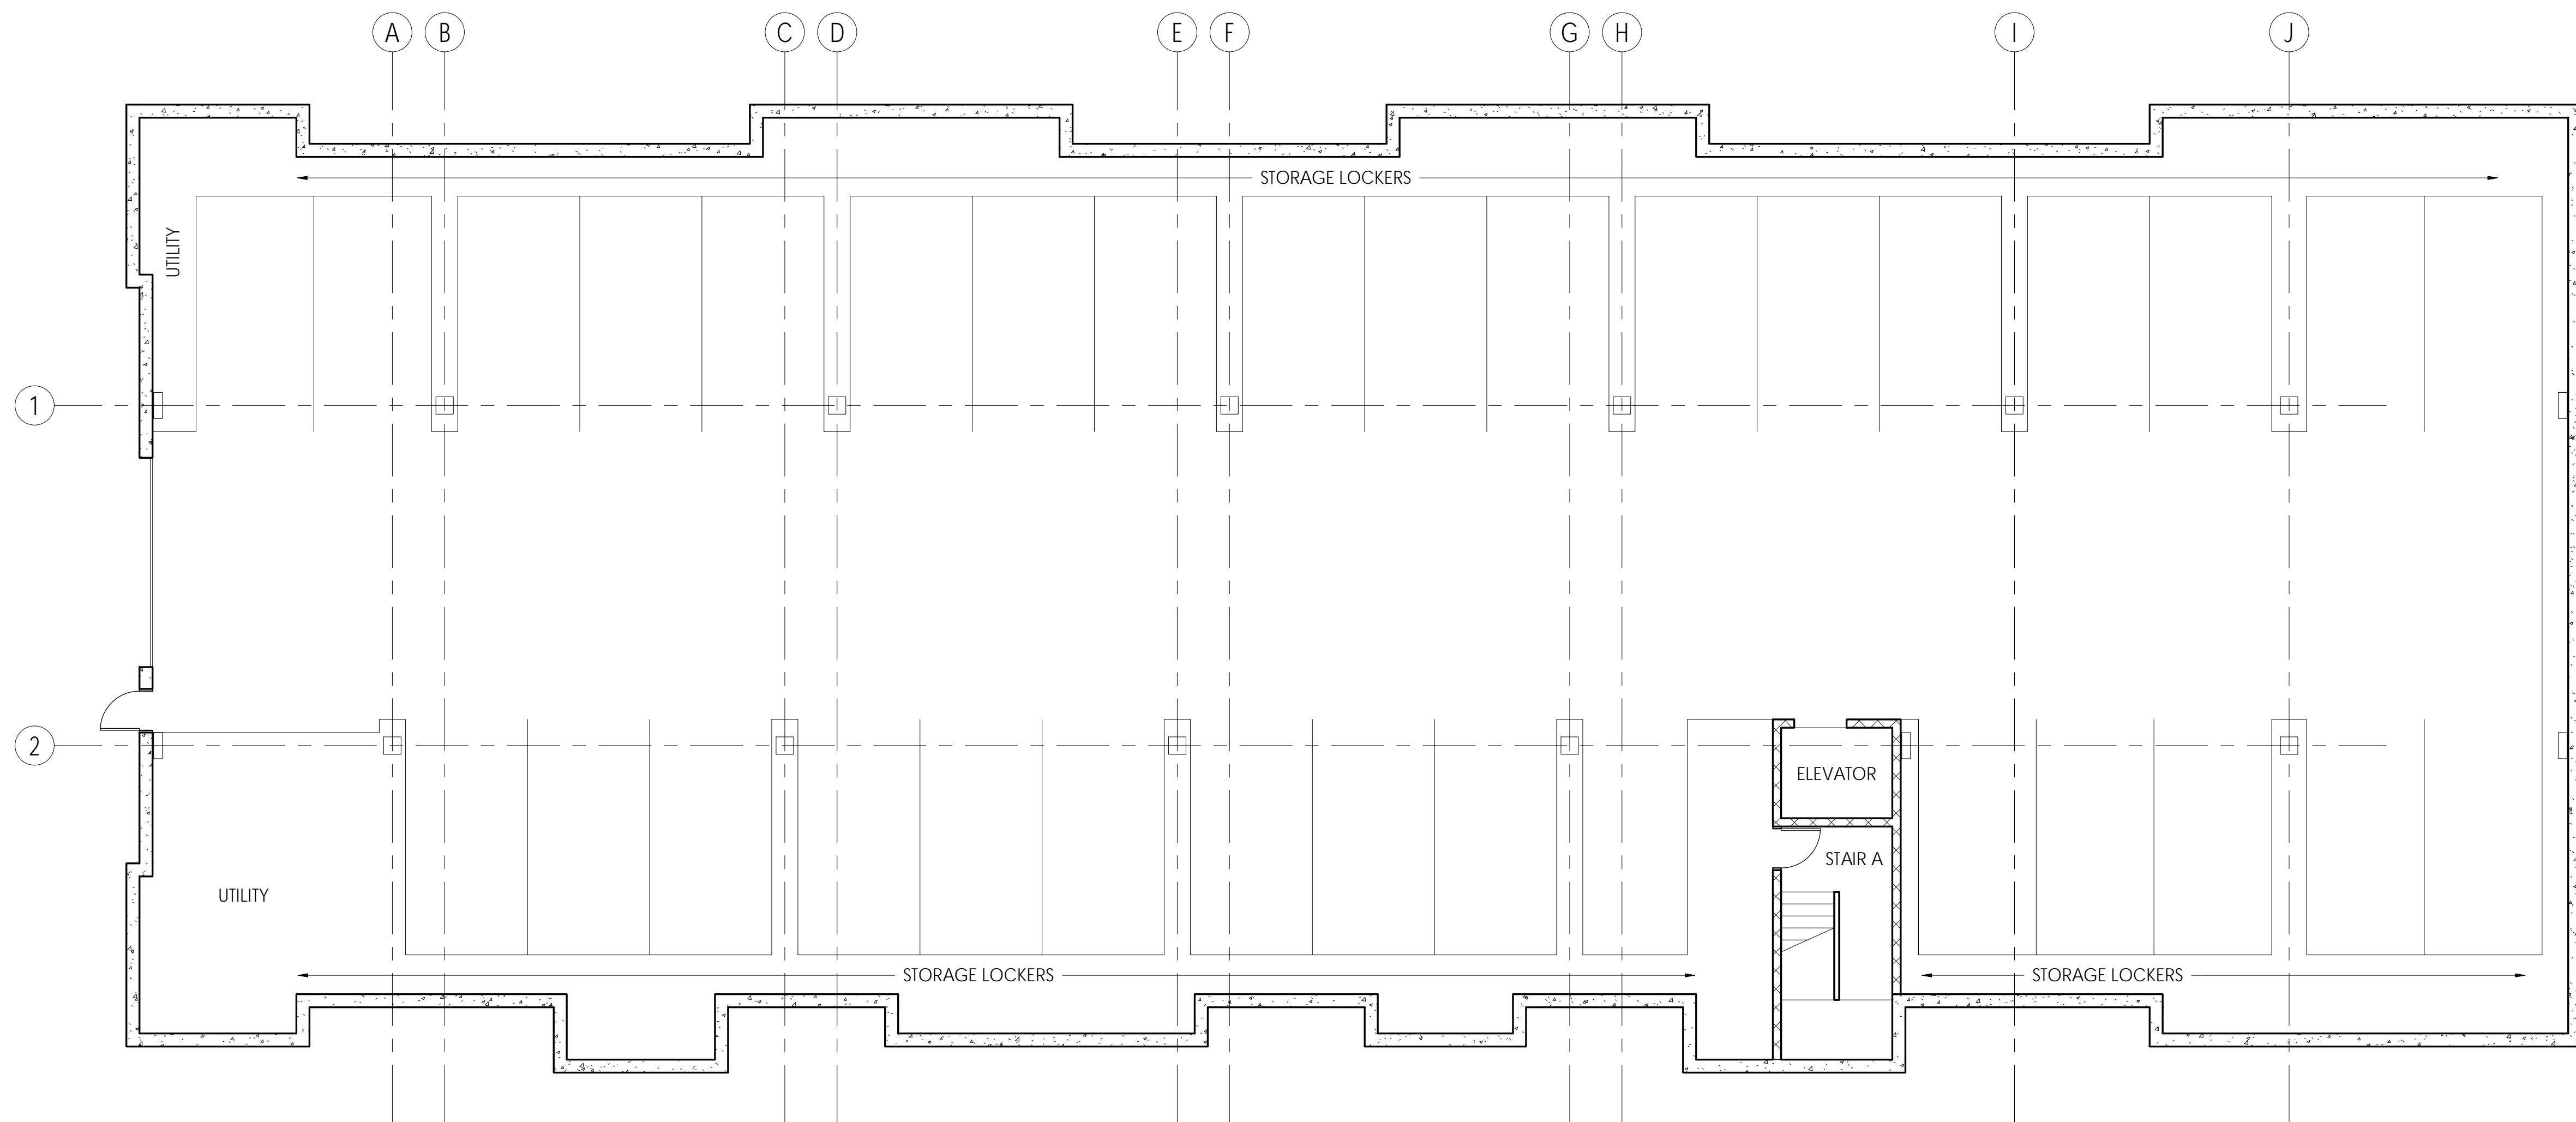 A B C D E F G H I J
STORAGE LOCKERS
UTILITY
1
2
ELEVATOR
STAIR A
UTILITY
STORAGE LOCKERS STORAGE LOCKERS